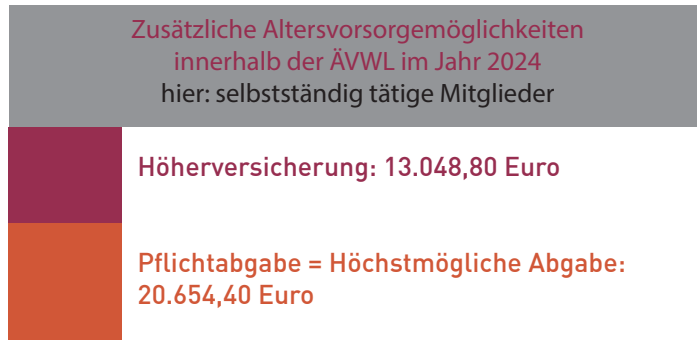 Zusätzliche Altersvorsorgemöglichkeiten
innerhalb der ÄVWL im Jahr 2024
hier: selbstständig tätige Mitglieder
Höherversicherung: 13.048,80 Euro
Pflichtabgabe = Höchstmögliche Abgabe:
20.654,40 Euro